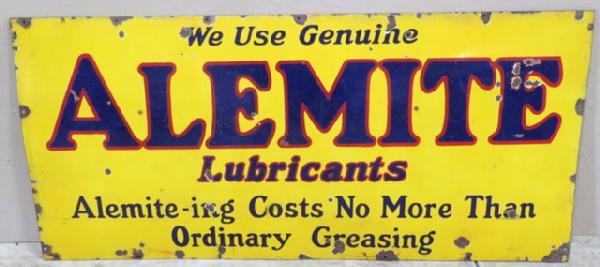 We Use Genuine
ALEMITE
Lubricants
Alemite-ing Costs No More Than
Ordinary Greasing